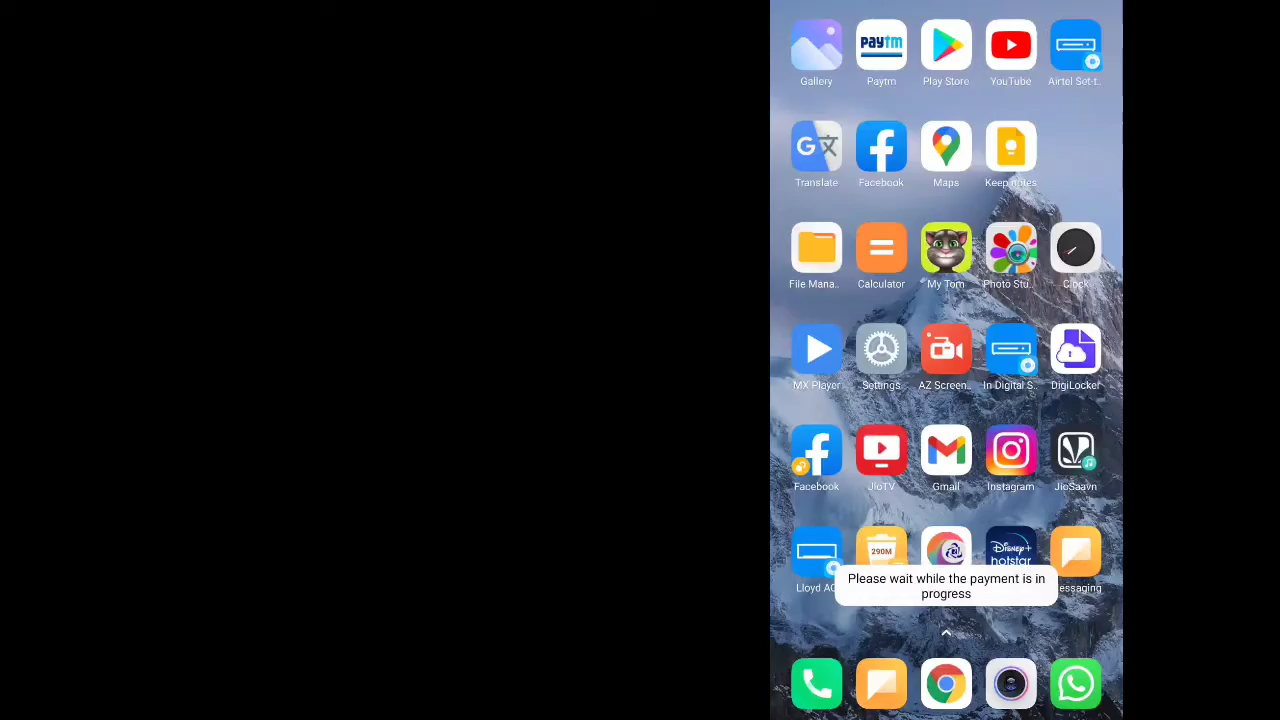 Gallery
Paytm
Play Store
YouTube
Airtel Set-t..
paytm
Translate
Facebook
Maps
Keep notes
File Mana..
Calculator
My Tom
Photo Stu..
Clock
MX Player
Settings
AZ Screen..
In Digital S..
DigiLocker
Facebook
JioTV
Gmail
Instagram
JioSaavn
290M
Disney+
hotstar
Lloyd AC
essaging
Please wait while the payment is in
progress